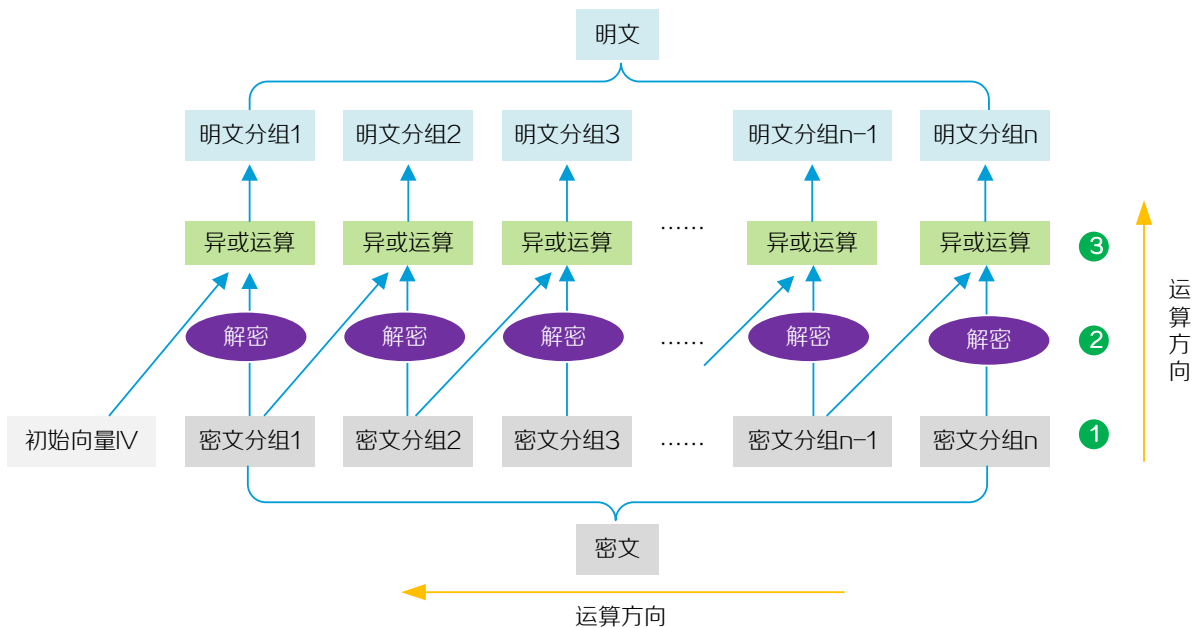 明文
明文分组1 明文分组2 明文分组3 明文分组n-1 明文分组n
异或运算 异或运算 异或运算 …… 异或运算 异或运算 3
解密 解密 解密 …… 解密 解密 2
初始向量IV 密文分组1 密文分组2 密文分组3 …… 密文分组n-1 密文分组n 1
密文
运算方向
运算方向